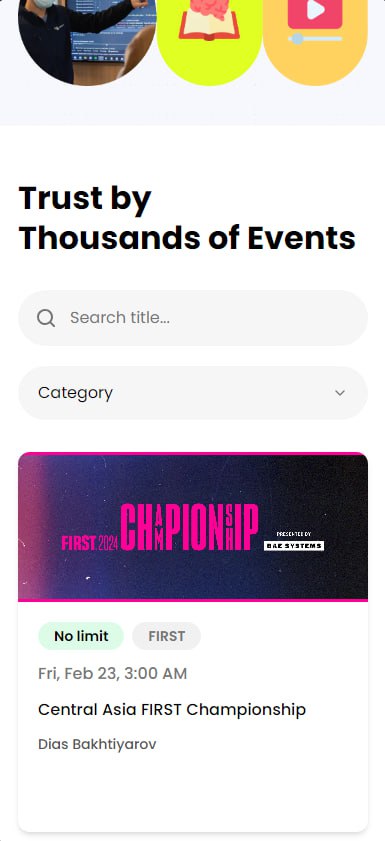 Trust by
Thousands of Events
Search title...
Category
FIRST 2024 CHAMPIONSHIP
PRESENTED BY
BAE SYSTEMS
No limit
FIRST
Fri, Feb 23, 3:00 AM
Central Asia FIRST Championship
Dias Bakhtiyarov